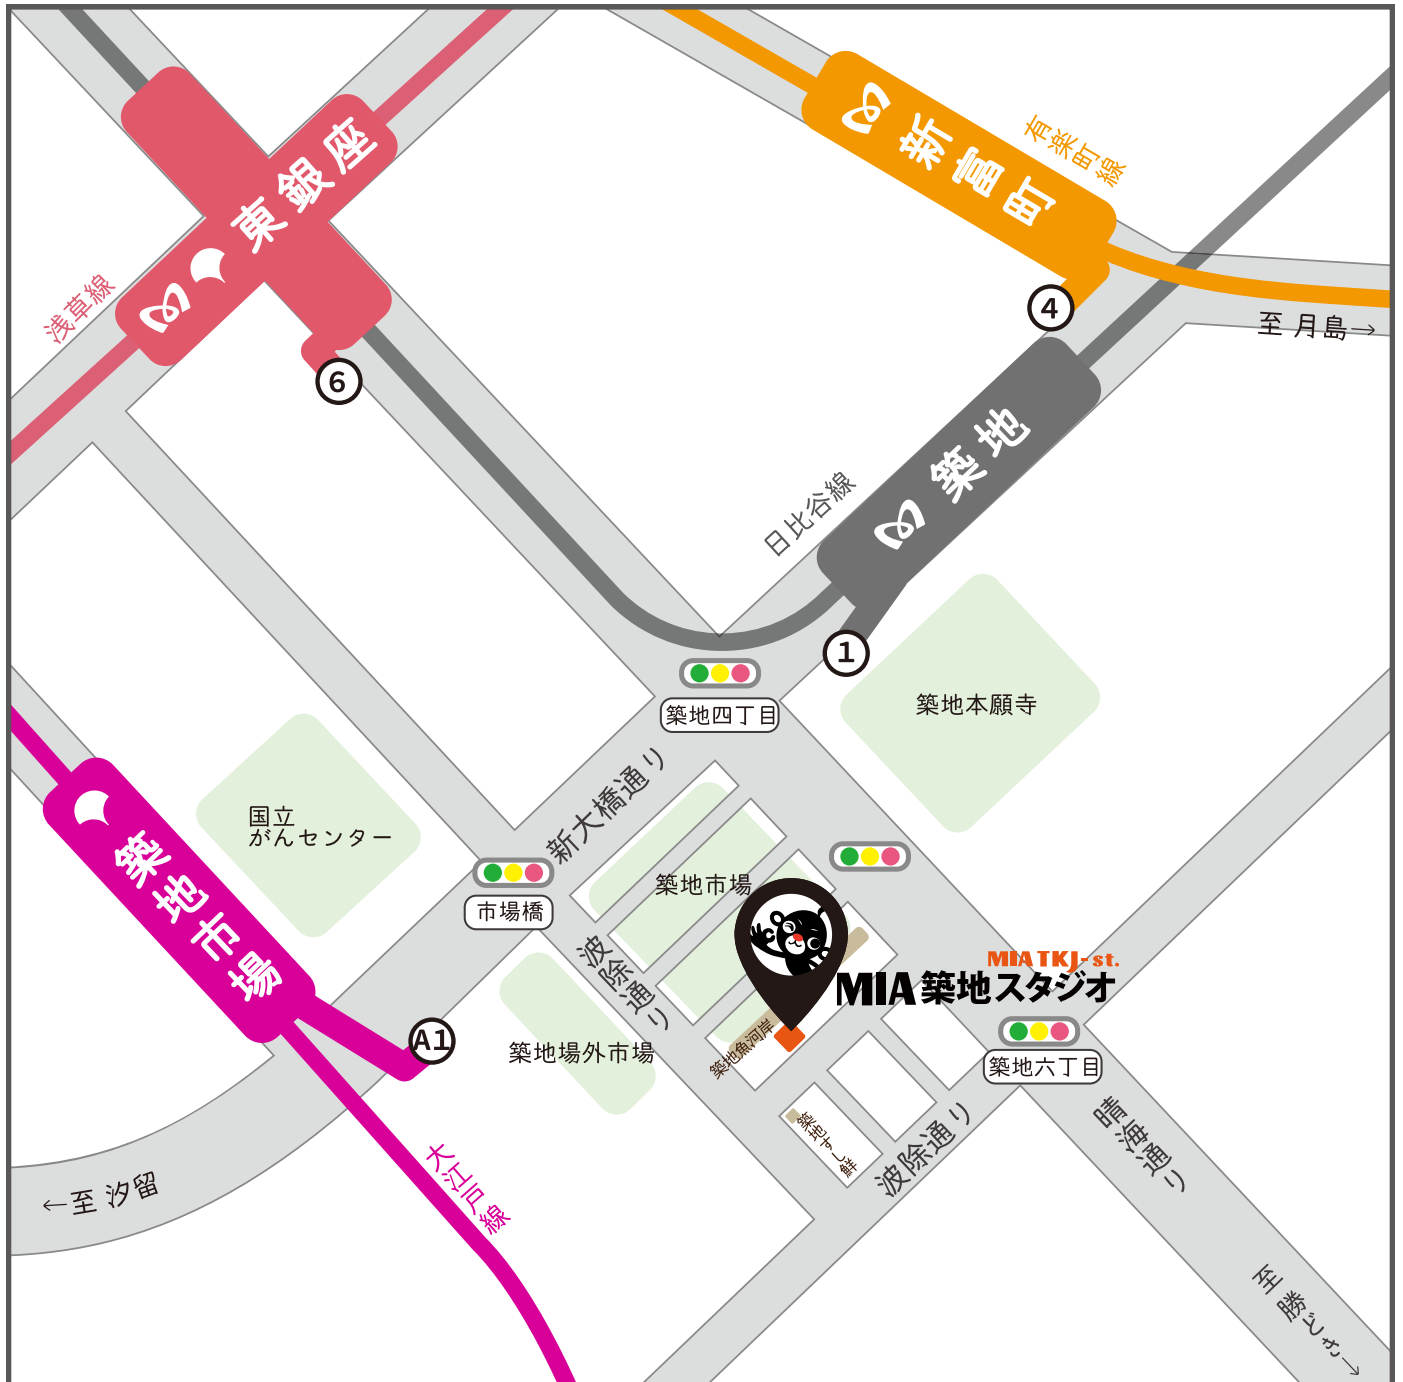 東銀座
浅草線
6
新富町
有楽町線
4
至 月島→
築地
日比谷線
1
築地本願寺
築地四丁目
新大橋通り
国立
がんセンター
市場橋
築地市場
築地市場
波除通り
MIA TKJ-st.
MIA築地スタジオ
築地魚河岸
築地場外市場
A1
築地六丁目
築地すし鮮
波除通り
晴海通り
大江戸線
←至 汐留
至 勝どき→